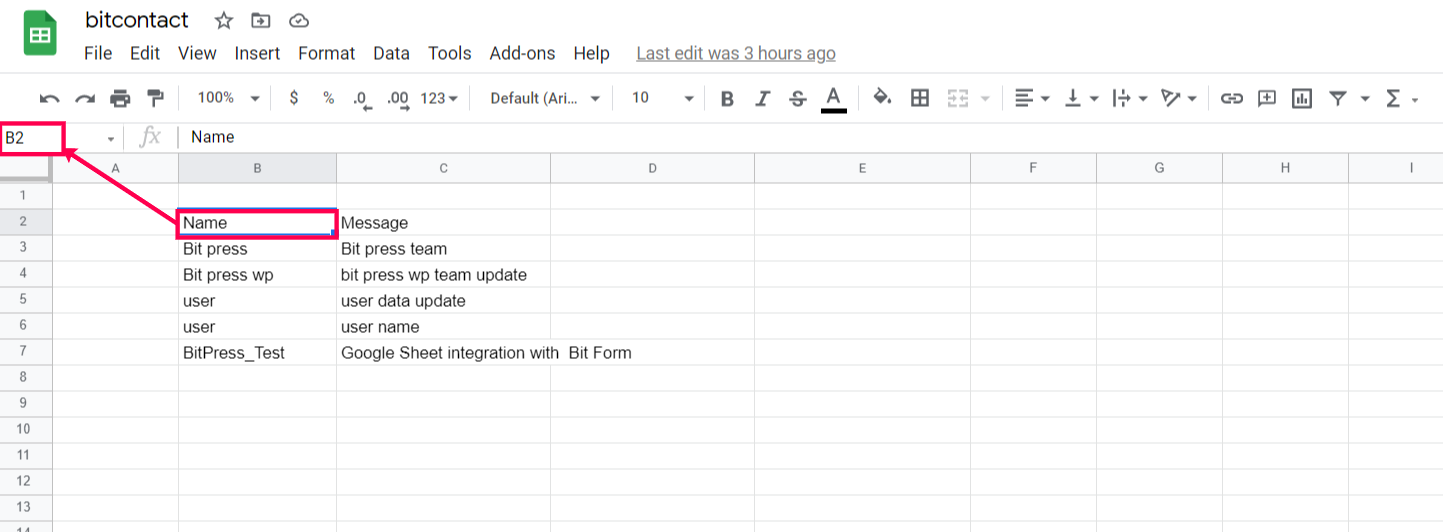 bitcontact
File Edit View Insert Format Data Tools Add-ons Help Last edit was 3 hours ago
100% $ % .0 .00 123 Default (Ari... 10 B I S A Σ
B2 fx Name
A B C D E F G H I
1
2 Name Message
3 Bit press Bit press team
4 Bit press wp bit press wp team update
5 user user data update
6 user user name
7 BitPress_Test Google Sheet integration with  Bit Form
8
9
10
11
12
13
14